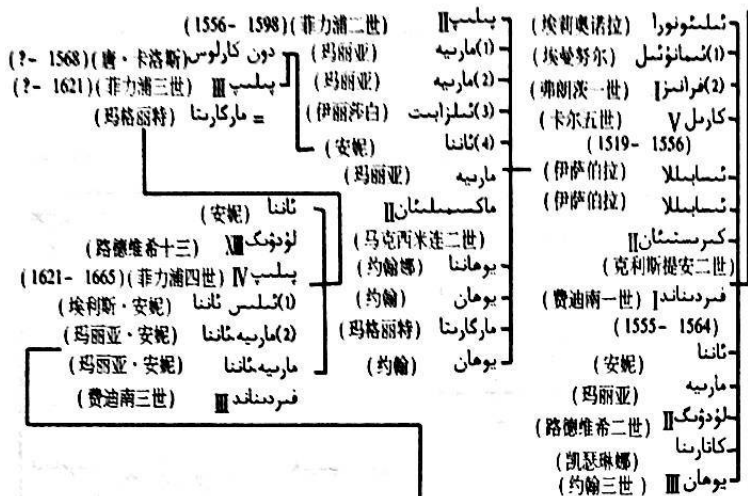 ئىلىئونورا (埃莉奥诺拉)
(1)ئىمانۇئىل (埃曼努尔)
(2)فرانسز I (弗朗茨一世)
كارىل V (卡尔五世)
(1519- 1556)
ئىسابىللا (伊萨伯拉)
ئىسابىللا (伊萨伯拉)
كىرىستىئان II
(克利斯提安二世)
فىردىناند I (费迪南一世)
(1555- 1564)
ئاننا (安妮)
مارىيە (玛丽亚)
لۇدۋىگ II (路德维希二世)
كاتارىنا (凯瑟琳娜)
يوھان III (约翰三世)
پىلىپ II (菲力浦二世) (1556- 1598)
(1)مارىيە (玛丽亚)
(2)مارىيە (玛丽亚)
(3)ئىلىزابىت (伊丽莎白)
(4)ئاننا (安妮)
مارىيە (玛丽亚)
ماكسىمىلىئان II
(马克西米连二世)
يوھاننا (约翰娜)
يوھان (约翰)
مارگارىتا (玛格丽特)
يوھان (约翰)
دون كارلوس (唐·卡洛斯) (?- 1568)
پىلىپ III (菲力浦三世) (?- 1621)
= مارگارىتا (玛格丽特)
ئاننا (安妮)
لۇدۋىگ XIII (路德维希十三)
پىلىپ IV (菲力浦四世) (1621- 1665)
(1)ئىلىس ئاننا (埃利斯·安妮)
(2)مارىيە.ئاننا (玛丽亚·安妮)
مارىيە.ئاننا (玛丽亚·安妮)
فىردىناند III (费迪南三世)